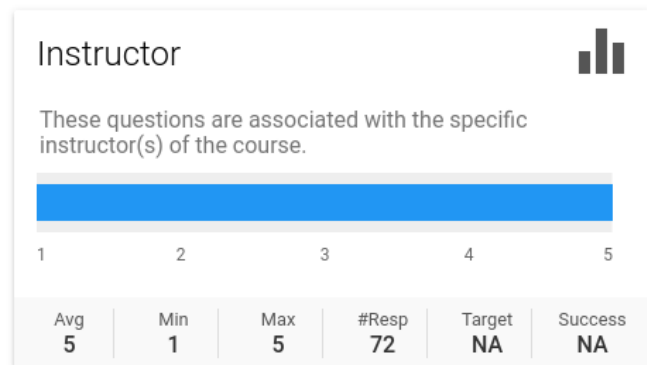 Instructor
These questions are associated with the specific
instructor(s) of the course.
1 2 3 4 5
Avg Min Max #Resp Target Success
5 1 5 72 NA NA